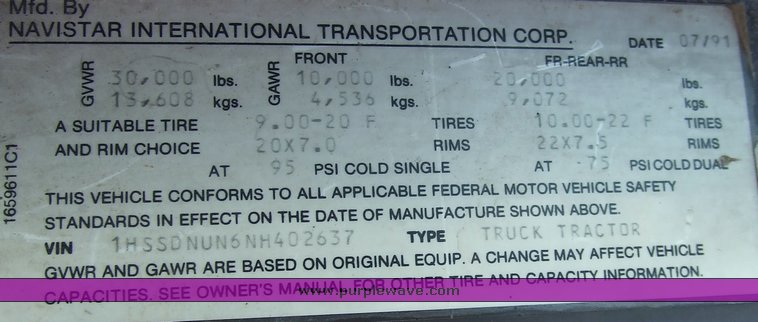 Mfd. By
NAVISTAR INTERNATIONAL TRANSPORTATION CORP. DATE 07/91
FRONT FR-REAR-RR
GVWR 30,000 lbs. GAWR 10,000 lbs. 20,000 lbs.
13,608 kgs. 4,536 kgs. 9,072 kgs.
A SUITABLE TIRE 9.00-20 F TIRES 10.00-22 F TIRES
AND RIM CHOICE 20X7.0 RIMS 22X7.5 RIMS
AT 95 PSI COLD SINGLE AT 75 PSI COLD DUAL
THIS VEHICLE CONFORMS TO ALL APPLICABLE FEDERAL MOTOR VEHICLE SAFETY
STANDARDS IN EFFECT ON THE DATE OF MANUFACTURE SHOWN ABOVE.
VIN 1HSSDNUN6NH402637 TYPE TRUCK TRACTOR
GVWR AND GAWR ARE BASED ON ORIGINAL EQUIP. A CHANGE MAY AFFECT VEHICLE
CAPACITIES. SEE OWNER'S MANUAL FOR OTHER TIRE AND CAPACITY INFORMATION.
www.purplewave.com
1659611C1